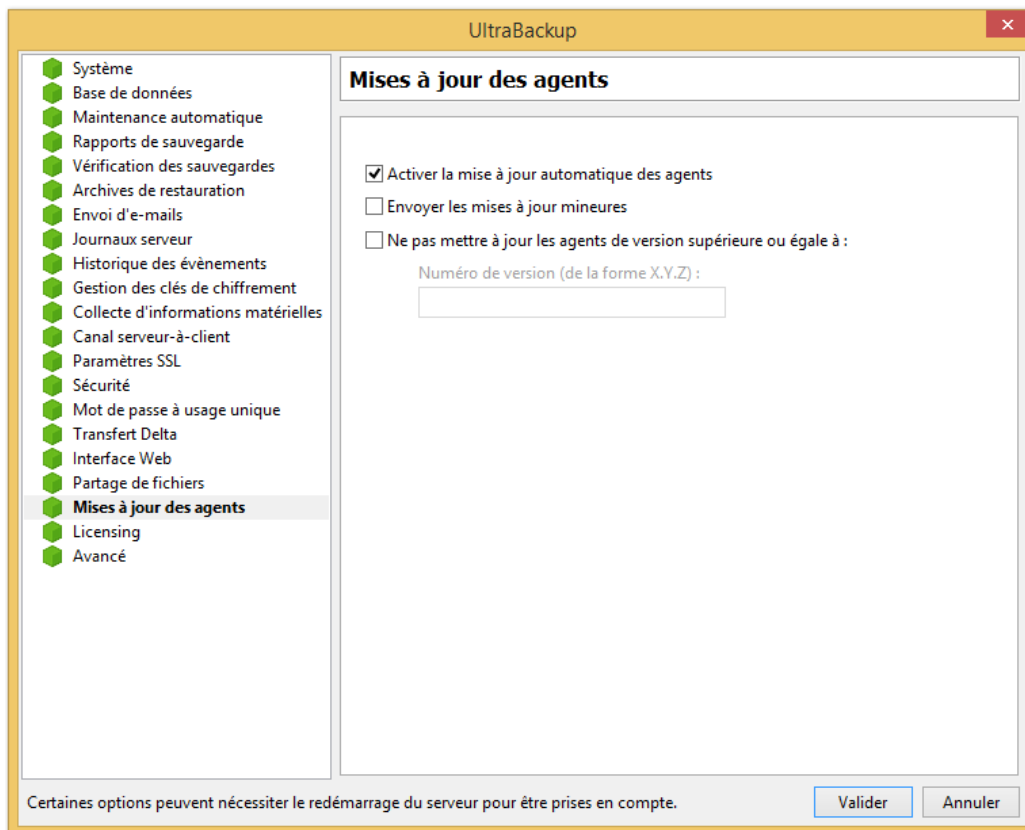 UltraBackup
Système
Base de données
Maintenance automatique
Rapports de sauvegarde
Vérification des sauvegardes
Archives de restauration
Envoi d'e-mails
Journaux serveur
Historique des évènements
Gestion des clés de chiffrement
Collecte d'informations matérielles
Canal serveur-à-client
Paramètres SSL
Sécurité
Mot de passe à usage unique
Transfert Delta
Interface Web
Partage de fichiers
Mises à jour des agents
Licensing
Avancé
Mises à jour des agents
Activer la mise à jour automatique des agents
Envoyer les mises à jour mineures
Ne pas mettre à jour les agents de version supérieure ou égale à :
Numéro de version (de la forme X.Y.Z) :
Certaines options peuvent nécessiter le redémarrage du serveur pour être prises en compte.
Valider
Annuler